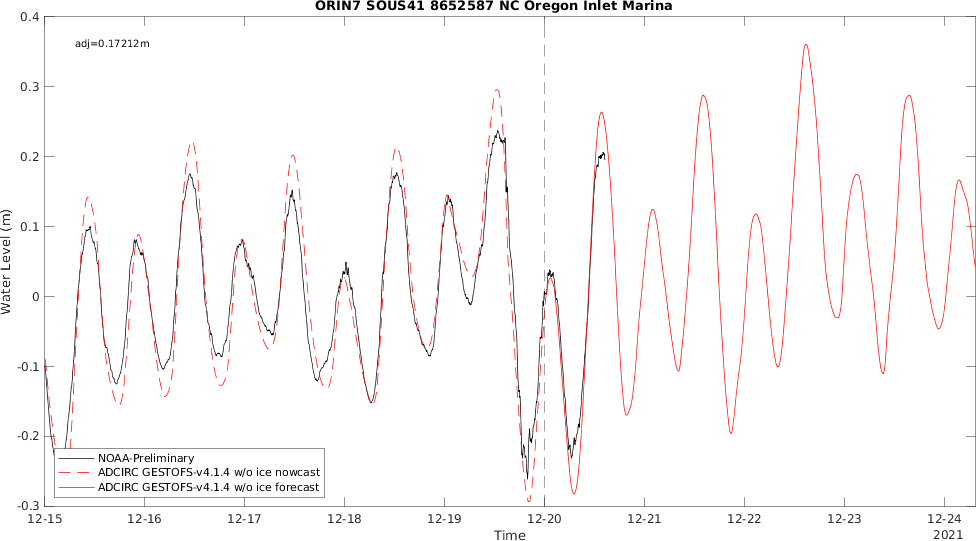 ORIN7 SOUS41 8652587 NC Oregon Inlet Marina
adj=0.17212m
Water Level (m)
0.4
0.3
0.2
0.1
0
-0.1
-0.2
-0.3
NOAA-Preliminary
ADCIRC GESTOFS-v4.1.4 w/o ice nowcast
ADCIRC GESTOFS-v4.1.4 w/o ice forecast
12-15 12-16 12-17 12-18 12-19 12-20 12-21 12-22 12-23 12-24
Time
2021